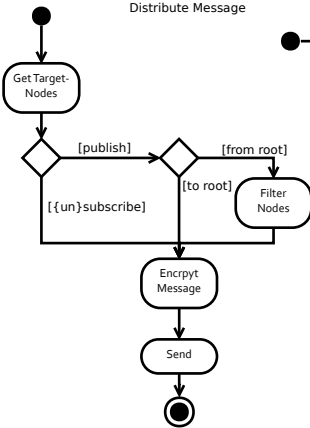 Distribute Message
Get Target-
Nodes
[publish]
[from root]
[to root]
[{un}subscribe]
Filter
Nodes
Encrpyt
Message
Send